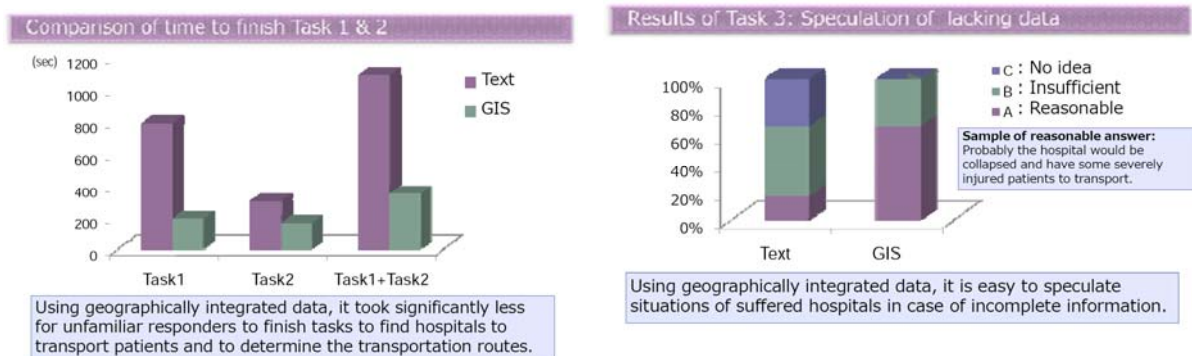 Comparison of time to finish Task 1 & 2
(sec)
1200
1000
800
600
400
200
0
Task1
Task2
Task1+Task2
Text
GIS
Using geographically integrated data, it took significantly less
for unfamiliar responders to finish tasks to find hospitals to
transport patients and to determine the transportation routes.
Results of Task 3: Speculation of lacking data
100%
80%
60%
40%
20%
0%
Text
GIS
C : No idea
B : Insufficient
A : Reasonable
Sample of reasonable answer:
Probably the hospital would be
collapsed and have some severely
injured patients to transport.
Using geographically integrated data, it is easy to speculate
situations of suffered hospitals in case of incomplete information.